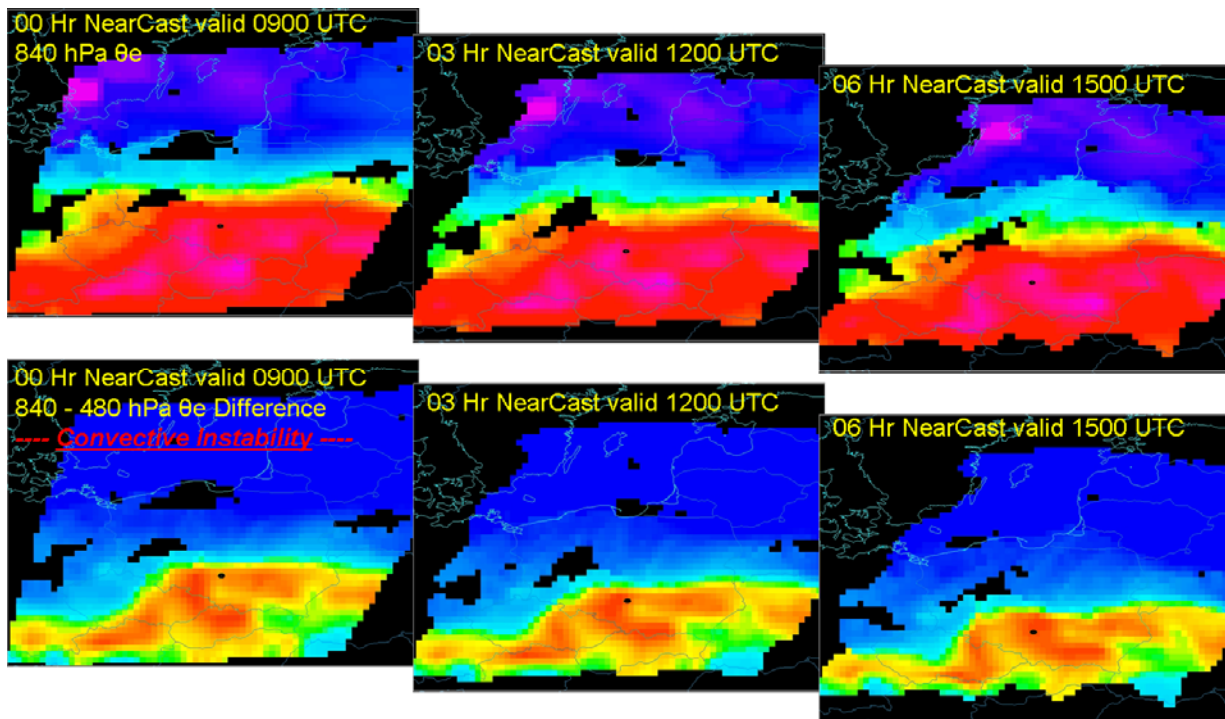 00 Hr NearCast valid 0900 UTC
840 hPa θe
03 Hr NearCast valid 1200 UTC
06 Hr NearCast valid 1500 UTC
00 Hr NearCast valid 0900 UTC
840 - 480 hPa θe Difference
---- Convective Instability ----
03 Hr NearCast valid 1200 UTC
06 Hr NearCast valid 1500 UTC